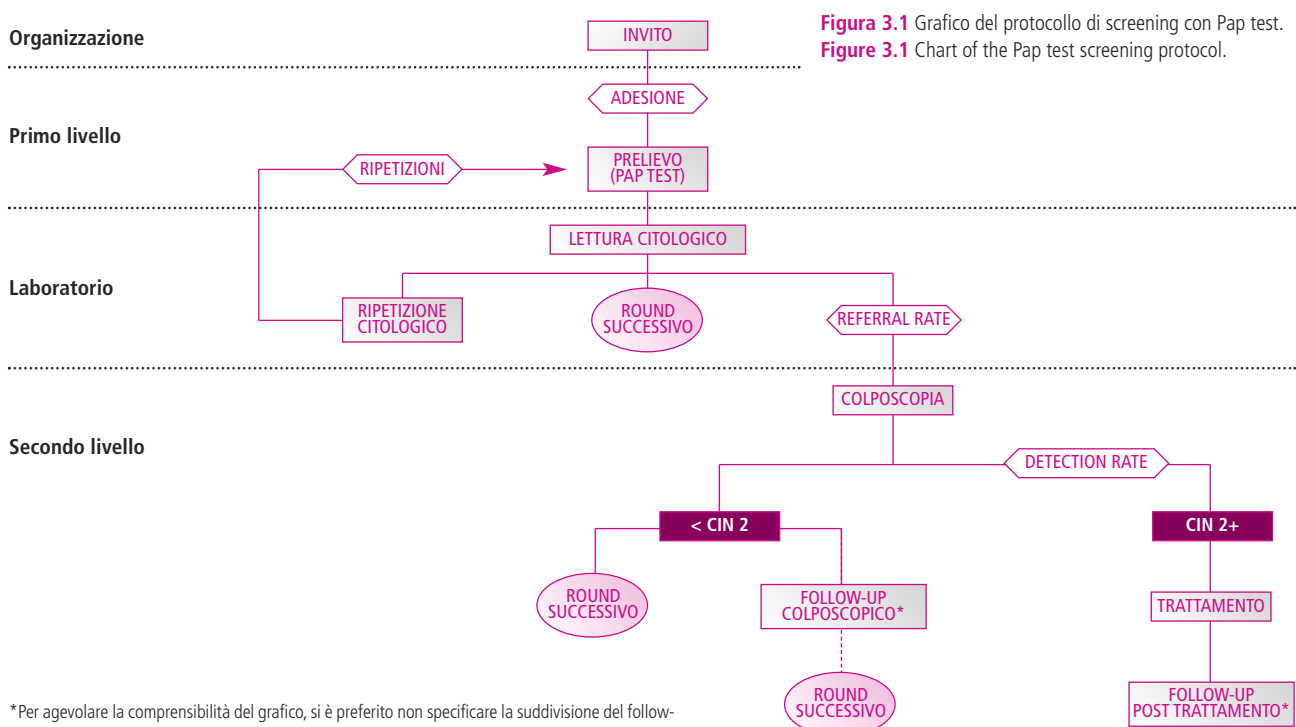 Figura 3.1 Grafico del protocollo di screening con Pap test.
Figure 3.1 Chart of the Pap test screening protocol.
Organizzazione
INVITO
ADESIONE
Primo livello
RIPETIZIONI
PRELIEVO
(PAP TEST)
LETTURA CITOLOGICO
Laboratorio
RIPETIZIONE
CITOLOGICO
ROUND
SUCCESSIVO
REFERRAL RATE
COLPOSCOPIA
Secondo livello
DETECTION RATE
< CIN 2
CIN 2+
ROUND
SUCCESSIVO
FOLLOW-UP
COLPOSCOPICO*
TRATTAMENTO
ROUND
SUCCESSIVO
FOLLOW-UP
POST TRATTAMENTO*
*Per agevolare la comprensibilità del grafico, si è preferito non specificare la suddivisione del follow-